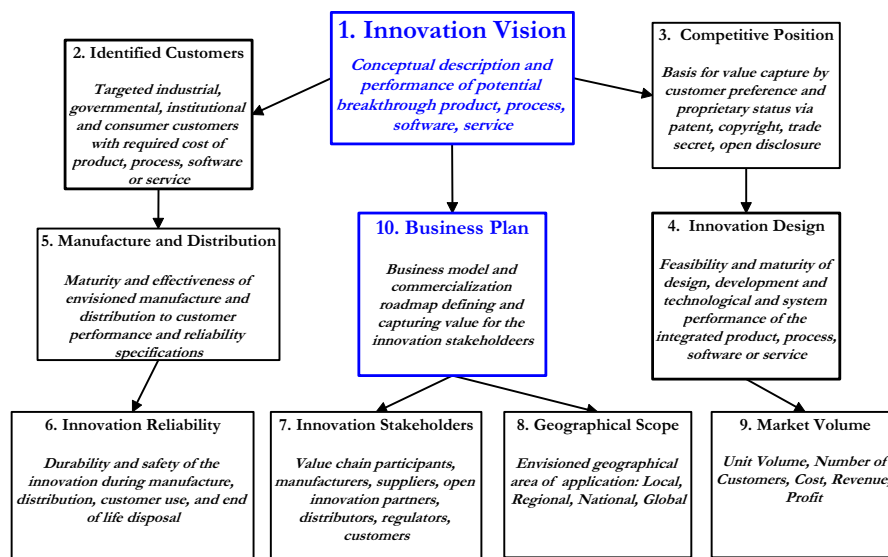 1. Innovation Vision
Conceptual description and
performance of potential
breakthrough product, process,
software, service
2. Identified Customers
Targeted industrial,
governmental, institutional
and consumer customers
with required cost of
product, process, software
or service
3. Competitive Position
Basis for value capture by
customer preference and
proprietary status via
patent, copyright, trade
secret, open disclosure
5. Manufacture and Distribution
Maturity and effectiveness of
envisioned manufacture and
distribution to customer
performance and reliability
specifications
10. Business Plan
Business model and
commercialization
roadmap defining and
capturing value for the
innovation stakeholdeers
4. Innovation Design
Feasibility and maturity of
design, development and
technological and system
performance of the
integrated product, process,
software or service
6. Innovation Reliability
Durability and safety of the
innovation during manufacture,
distribution, customer use, and end
of life disposal
7. Innovation Stakeholders
Value chain participants,
manufacturers, suppliers, open
innovation partners,
distributors, regulators,
customers
8. Geographical Scope
Envisioned geographical
area of application: Local,
Regional, National, Global
9. Market Volume
Unit Volume, Number of
Customers, Cost, Revenue,
Profit